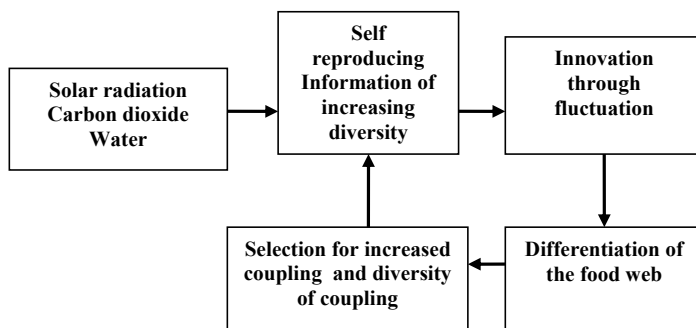 Solar radiation
Carbon dioxide
Water
Self
reproducing
Information of
increasing
diversity
Innovation
through
fluctuation
Selection for increased
coupling and diversity
of coupling
Differentiation of
the food web